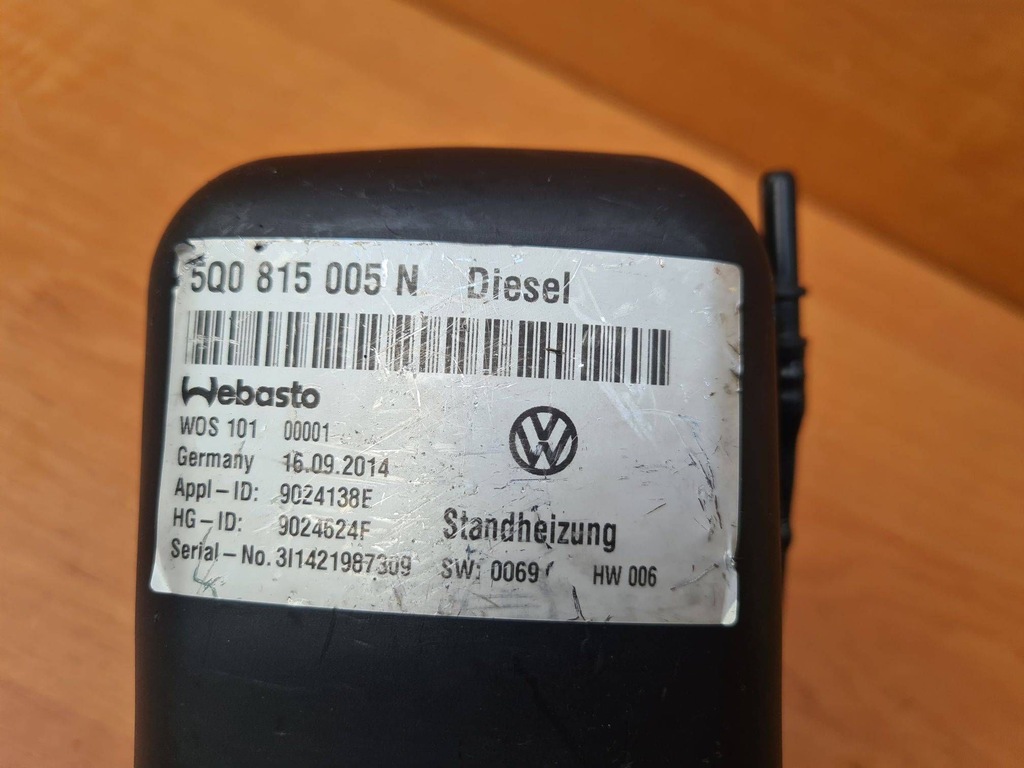 5Q0 815 005 N Diesel
Webasto
WOS 101 00001
Germany 16.09.2014
Appl-ID: 9024138E
HG-ID: 9024624F
Serial-No. 3I1421987309
Standheizung
SW: 0069
HW 006